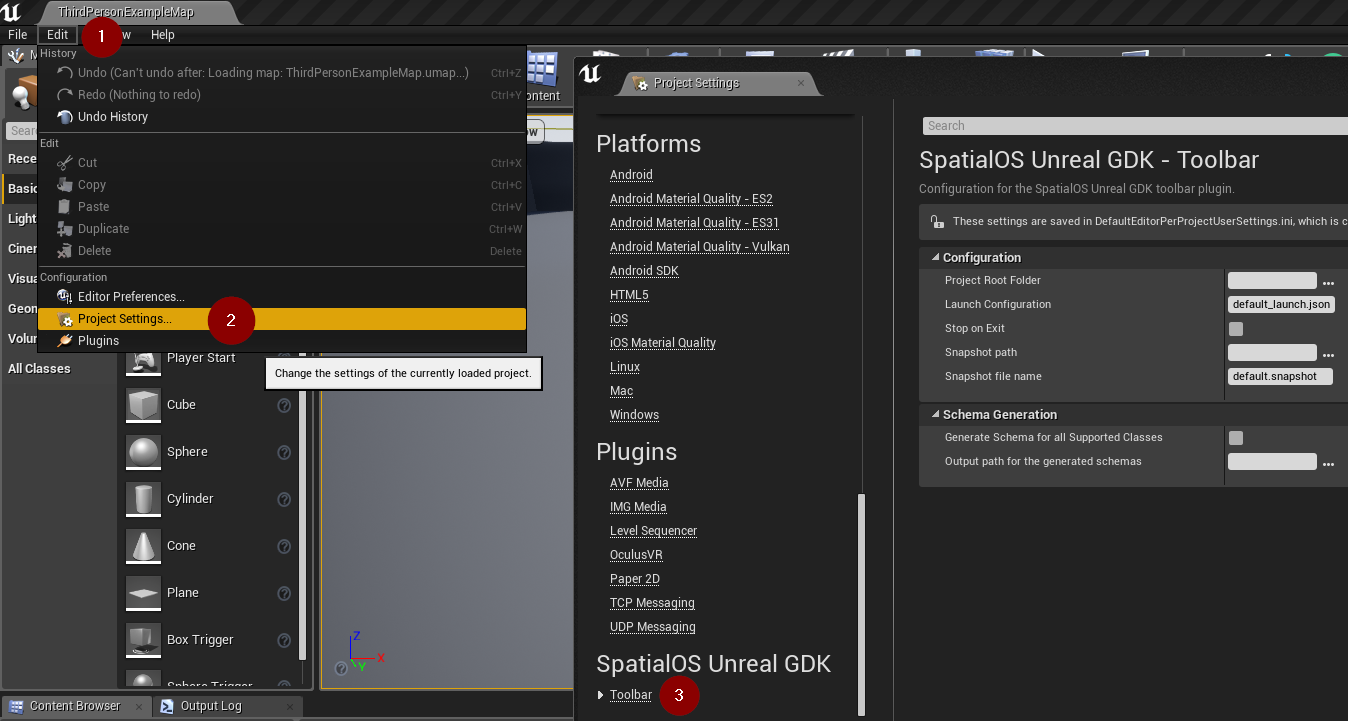 ThirdPersonExampleMap
File Edit 1 w Help
History
Undo (Can't undo after: Loading map: ThirdPersonExampleMap.umap...) Ctrl+Z
Redo (Nothing to redo) Ctrl+Y
Undo History
Edit
Cut Ctrl+X
Copy Ctrl+C
Paste Ctrl+V
Duplicate Ctrl+W
Delete Delete
Configuration
Editor Preferences...
Project Settings... 2
Plugins
Change the settings of the currently loaded project.
M
Sear
Rece
Basic
Light
Cinem
Visua
Geon
Volun
All Classes
Player Start
Cube
Sphere
Cylinder
Cone
Plane
Box Trigger
Sphere Trigger
ontent
ow
Z
X
Y
Content Browser
Output Log
Project Settings
Platforms
Android
Android Material Quality - ES2
Android Material Quality - ES31
Android Material Quality - Vulkan
Android SDK
HTML5
iOS
iOS Material Quality
Linux
Mac
Windows
Plugins
AVF Media
IMG Media
Level Sequencer
OculusVR
Paper 2D
TCP Messaging
UDP Messaging
SpatialOS Unreal GDK
Toolbar 3
Search
SpatialOS Unreal GDK - Toolbar
Configuration for the SpatialOS Unreal GDK toolbar plugin.
These settings are saved in DefaultEditorPerProjectUserSettings.ini, which is c
Configuration
Project Root Folder ...
Launch Configuration default_launch.json
Stop on Exit
Snapshot path ...
Snapshot file name default.snapshot
Schema Generation
Generate Schema for all Supported Classes
Output path for the generated schemas ...